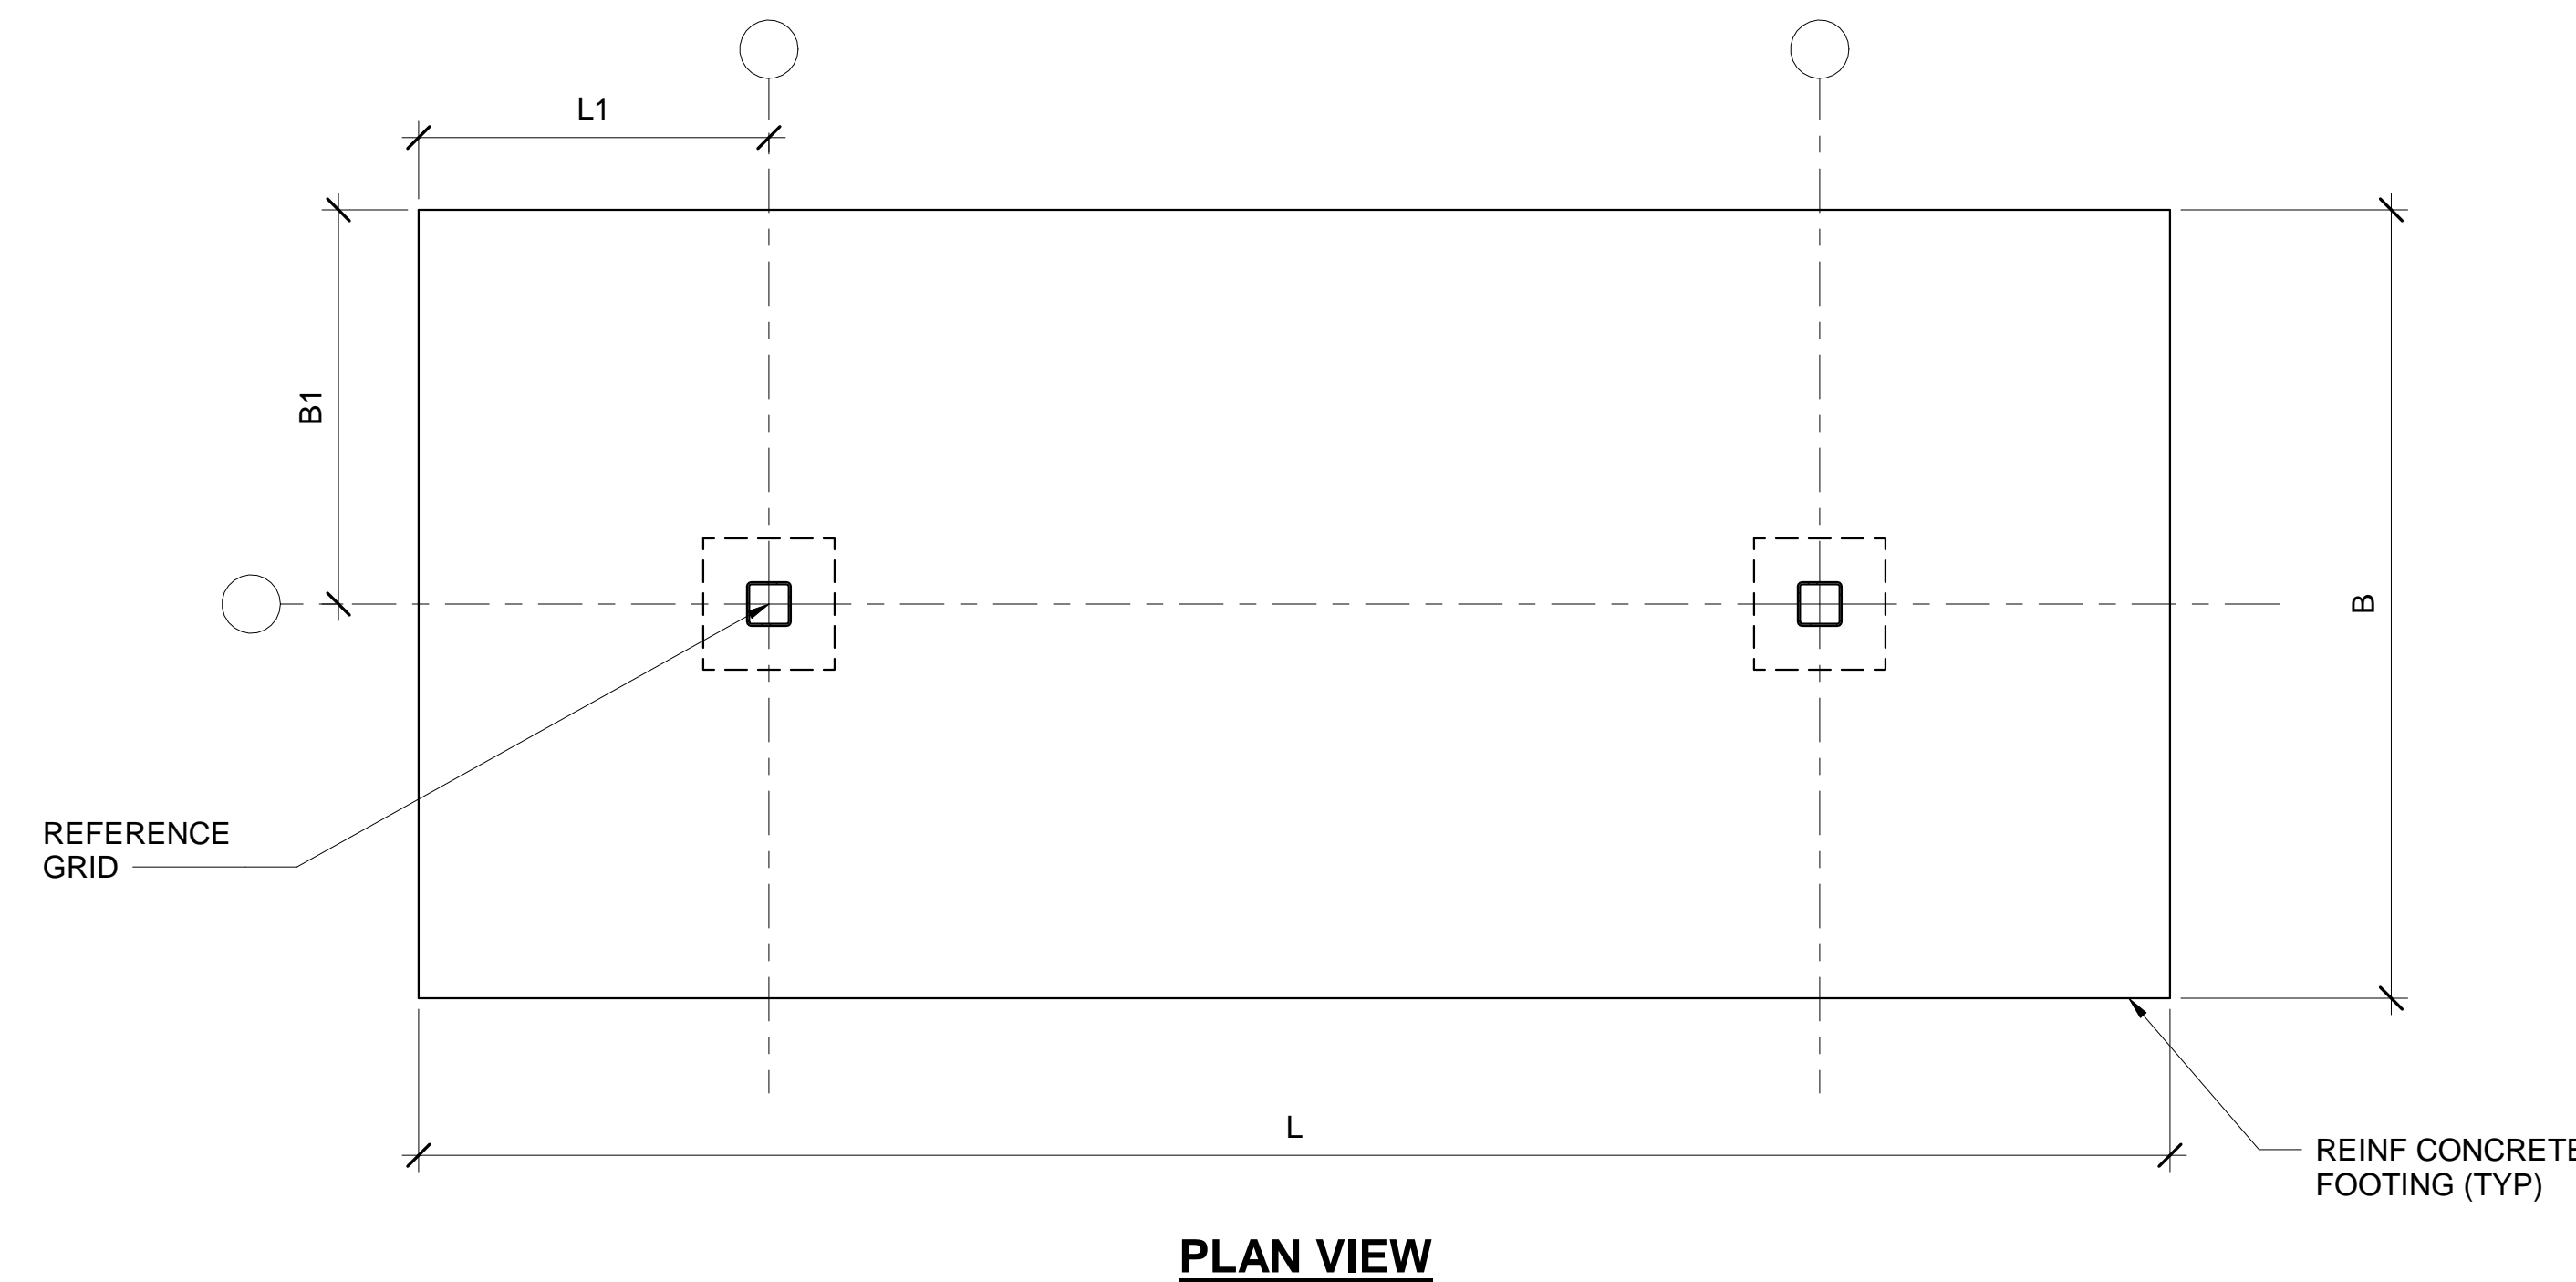 L1
B1
B
REFERENCE
GRID
L
REINF CONCRETE
FOOTING (TYP)
PLAN VIEW